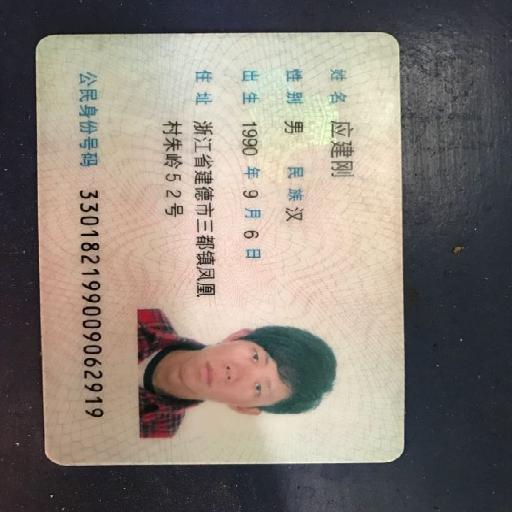 姓名 应建刚
性别 男 民族 汉
出生 1990 年 9 月 6 日
住址 浙江省建德市三都镇凤凰
村朱岭52号
公民身份号码 330182199009062919